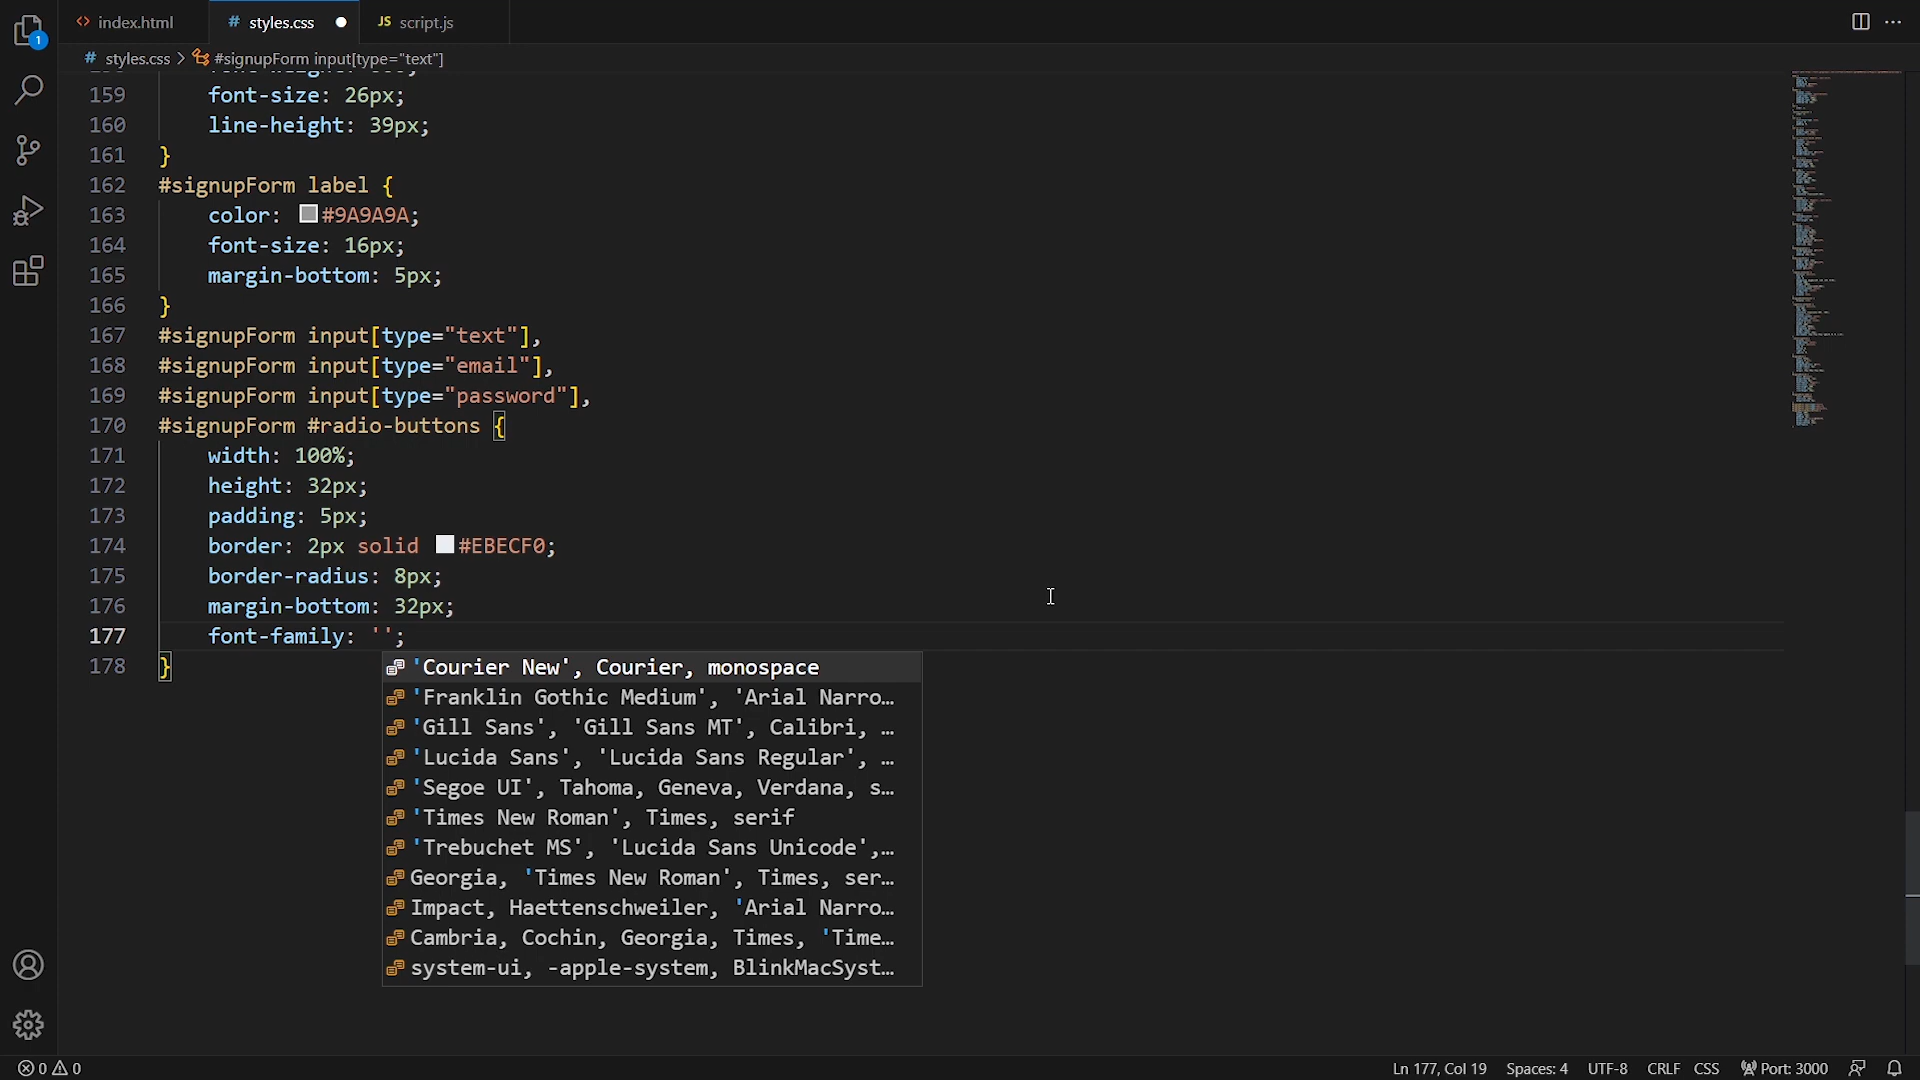 1
index.html
# styles.css
JS script.js
# styles.css > #signupForm input[type="text"]
159 font-size: 26px;
160 line-height: 39px;
161 }
162 #signupForm label {
163 color: #9A9A9A;
164 font-size: 16px;
165 margin-bottom: 5px;
166 }
167 #signupForm input[type="text"],
168 #signupForm input[type="email"],
169 #signupForm input[type="password"],
170 #signupForm #radio-buttons {
171 width: 100%;
172 height: 32px;
173 padding: 5px;
174 border: 2px solid #EBECF0;
175 border-radius: 8px;
176 margin-bottom: 32px;
177 font-family: '';
178 }
'Courier New', Courier, monospace
'Franklin Gothic Medium', 'Arial Narro…
'Gill Sans', 'Gill Sans MT', Calibri, …
'Lucida Sans', 'Lucida Sans Regular', …
'Segoe UI', Tahoma, Geneva, Verdana, s…
'Times New Roman', Times, serif
'Trebuchet MS', 'Lucida Sans Unicode',…
Georgia, 'Times New Roman', Times, ser…
Impact, Haettenschweiler, 'Arial Narro…
Cambria, Cochin, Georgia, Times, 'Time…
system-ui, -apple-system, BlinkMacSyst…
0 0 Ln 177, Col 19 Spaces: 4 UTF-8 CRLF CSS Port: 3000